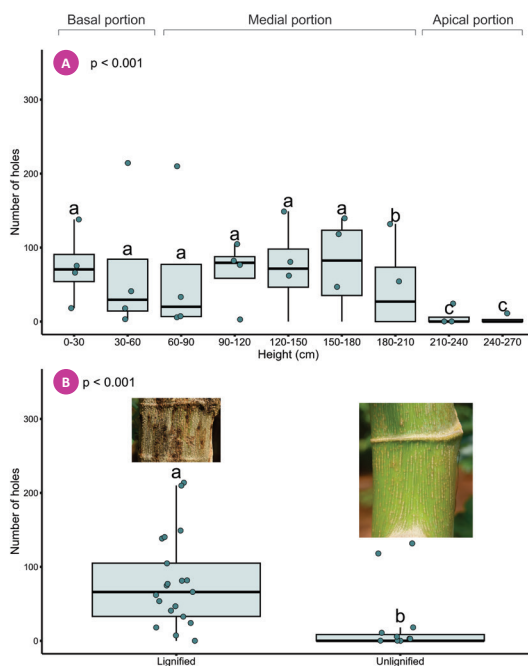 Basal portion Medial portion Apical portion
A p < 0.001
Number of holes
300
200
100
0
a a a a a a b c c
0-30 30-60 60-90 90-120 120-150 150-180 180-210 210-240 240-270
Height (cm)
B p < 0.001
Number of holes
300
200
100
0
a b
Lignified Unlignified